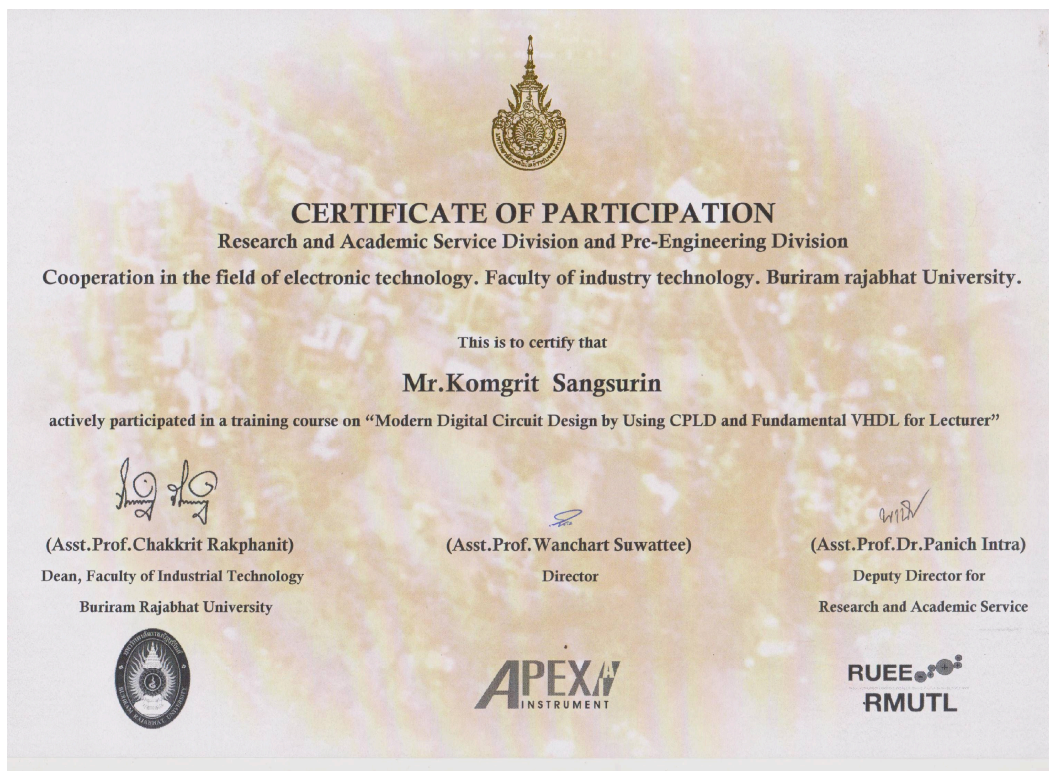 CERTIFICATE OF PARTICIPATION
Research and Academic Service Division and Pre-Engineering Division
Cooperation in the field of electronic technology. Faculty of industry technology. Buriram rajabhat University.
This is to certify that
Mr.Komgrit Sangsurin
actively participated in a training course on “Modern Digital Circuit Design by Using CPLD and Fundamental VHDL for Lecturer”
(Asst.Prof.Chakkrit Rakphanit)
Dean, Faculty of Industrial Technology
Buriram Rajabhat University
(Asst.Prof.Wanchart Suwattee)
Director
(Asst.Prof.Dr.Panich Intra)
Deputy Director for
Research and Academic Service
BURIRAM RAJABHAT UNIVERSITY
APEX
INSTRUMENT
RUEE
RMUTL